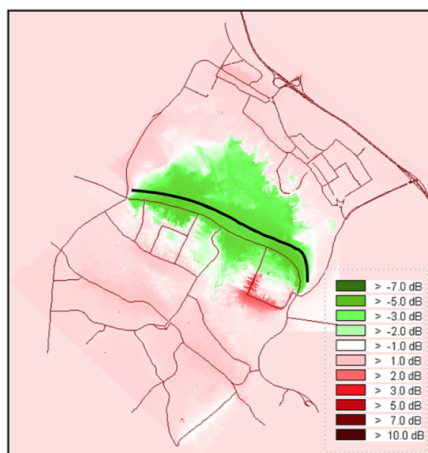 > -7.0 dB
> -5.0 dB
> -3.0 dB
> -2.0 dB
> -1.0 dB
> 1.0 dB
> 2.0 dB
> 3.0 dB
> 5.0 dB
> 7.0 dB
> 10.0 dB